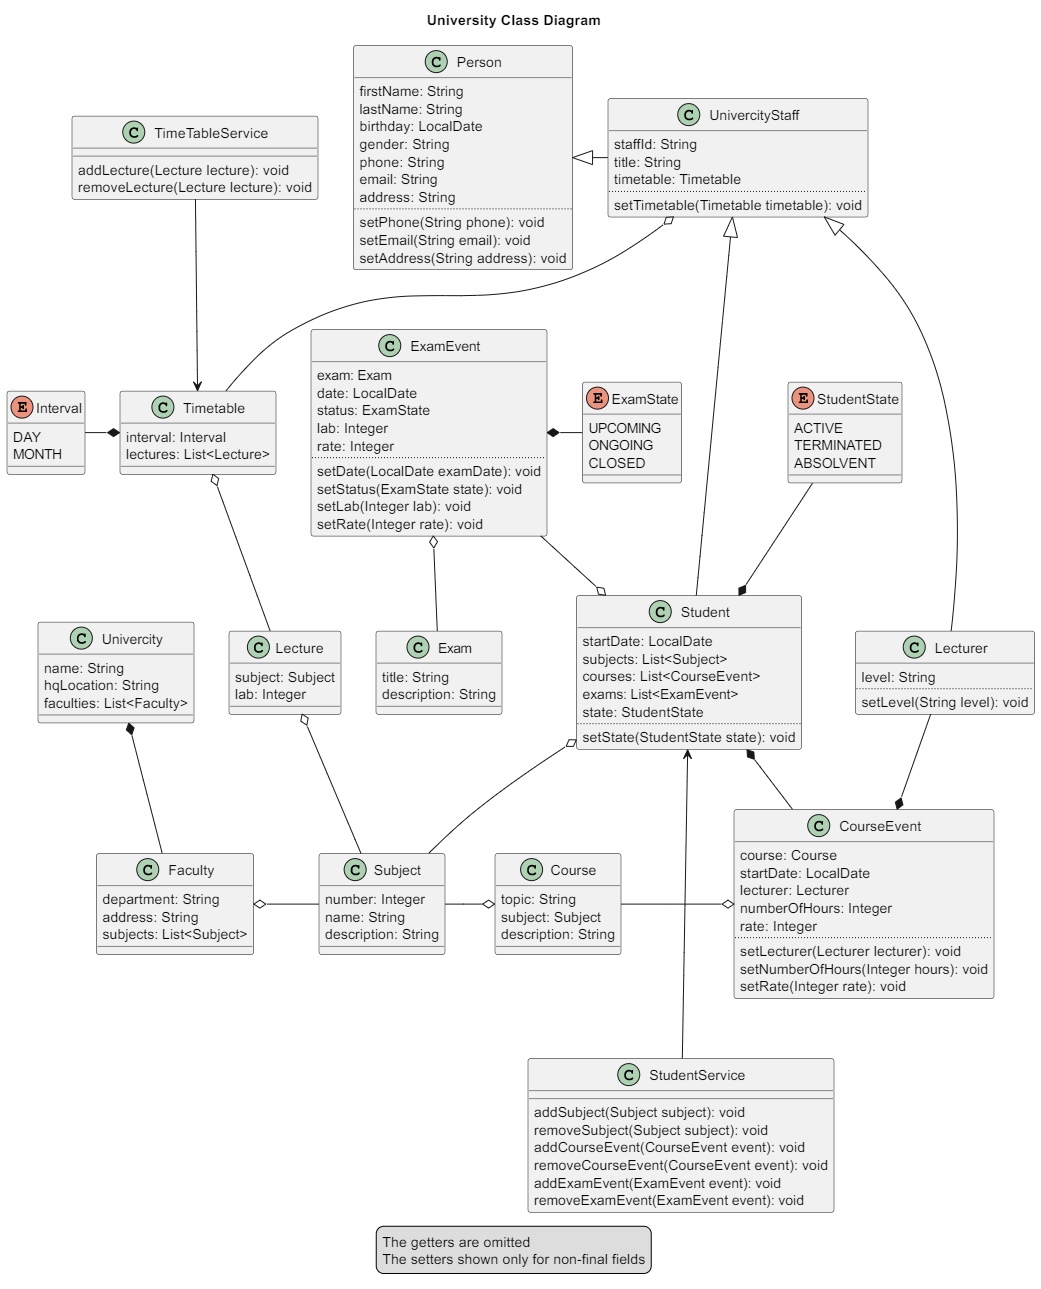 University Class Diagram
C Person
firstName: String
lastName: String
birthday: LocalDate
gender: String
phone: String
email: String
address: String
setPhone(String phone): void
setEmail(String email): void
setAddress(String address): void
C UnivercityStaff
staffId: String
title: String
timetable: Timetable
setTimetable(Timetable timetable): void
C TimeTableService
addLecture(Lecture lecture): void
removeLecture(Lecture lecture): void
C ExamEvent
exam: Exam
date: LocalDate
status: ExamState
lab: Integer
rate: Integer
setDate(LocalDate examDate): void
setStatus(ExamState state): void
setLab(Integer lab): void
setRate(Integer rate): void
E Interval
DAY
MONTH
C Timetable
interval: Interval
lectures: List<Lecture>
E ExamState
UPCOMING
ONGOING
CLOSED
E StudentState
ACTIVE
TERMINATED
ABSOLVENT
C Univercity
name: String
hqLocation: String
faculties: List<Faculty>
C Lecture
subject: Subject
lab: Integer
C Exam
title: String
description: String
C Student
startDate: LocalDate
subjects: List<Subject>
courses: List<CourseEvent>
exams: List<ExamEvent>
state: StudentState
setState(StudentState state): void
C Lecturer
level: String
setLevel(String level): void
C Faculty
department: String
address: String
subjects: List<Subject>
C Subject
number: Integer
name: String
description: String
C Course
topic: String
subject: Subject
description: String
C CourseEvent
course: Course
startDate: LocalDate
lecturer: Lecturer
numberOfHours: Integer
rate: Integer
setLecturer(Lecturer lecturer): void
setNumberOfHours(Integer hours): void
setRate(Integer rate): void
C StudentService
addSubject(Subject subject): void
removeSubject(Subject subject): void
addCourseEvent(CourseEvent event): void
removeCourseEvent(CourseEvent event): void
addExamEvent(ExamEvent event): void
removeExamEvent(ExamEvent event): void
The getters are omitted
The setters shown only for non-final fields